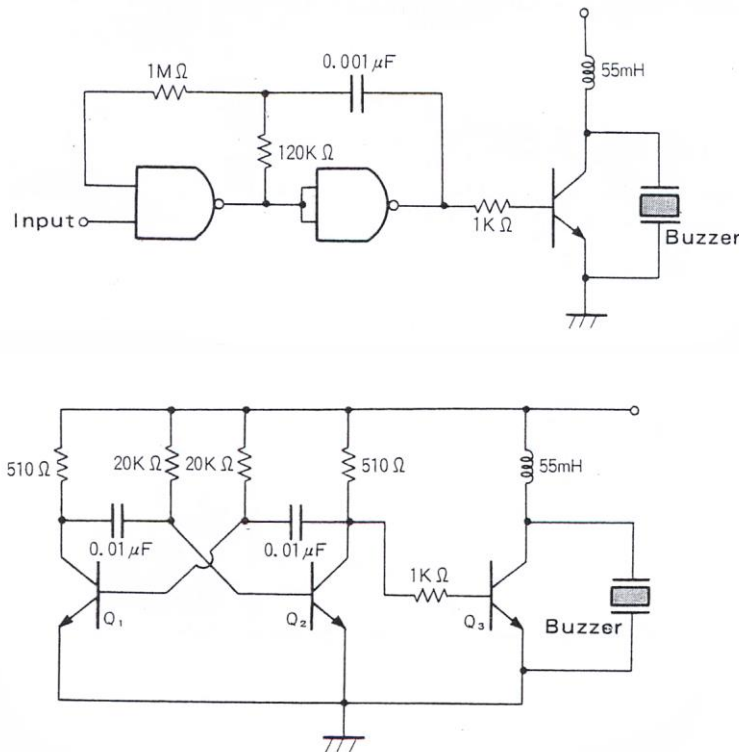 1MΩ
0.001μF
55mH
120KΩ
Input
1KΩ
Buzzer
510Ω
20KΩ
20KΩ
510Ω
55mH
0.01μF
0.01μF
1KΩ
Q₁
Q₂
Q₃
Buzzer